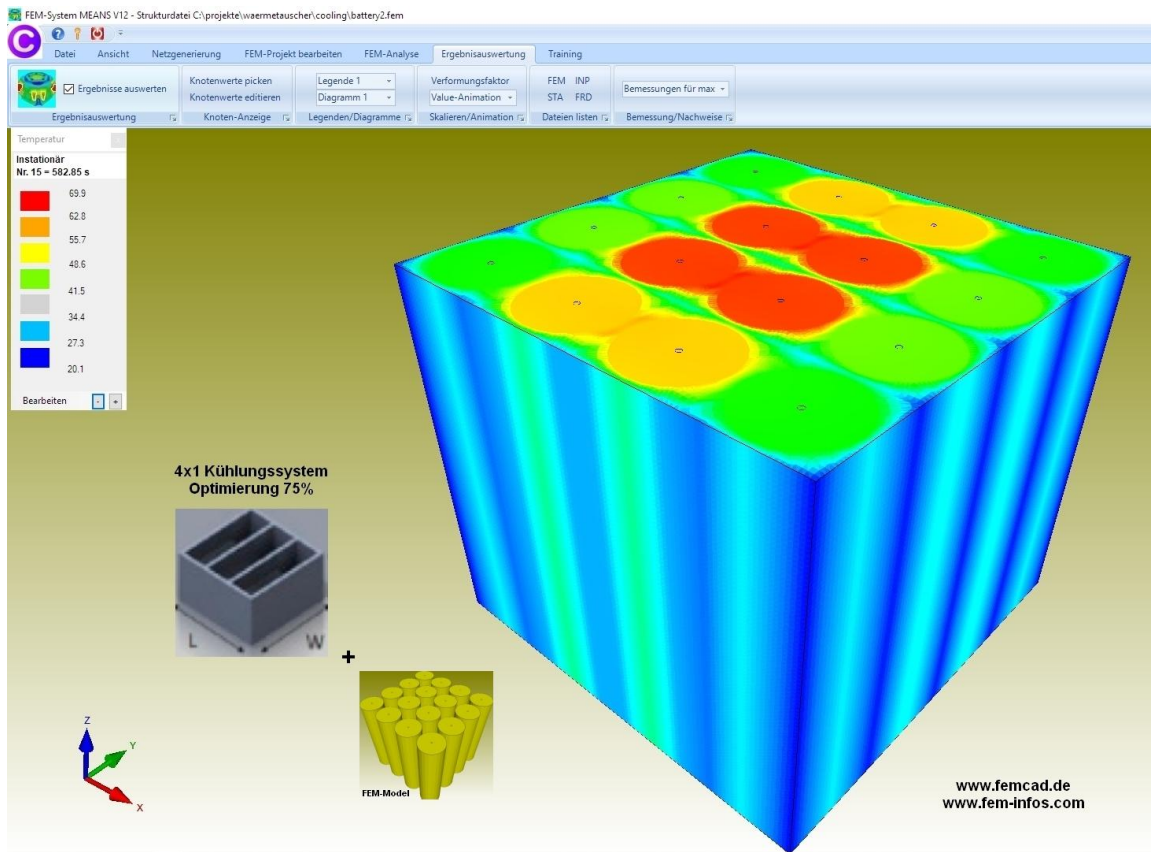 FEM-System MEANS V12 - Strukturdatei C:\projekte\waermetauscher\cooling\battery2.fem
Datei Ansicht Netzgenerierung FEM-Projekt bearbeiten FEM-Analyse Ergebnisauswertung Training
Ergebnisse auswerten
Ergebnisauswertung
Knotenwerte picken
Knotenwerte editieren
Knoten-Anzeige
Legende 1
Diagramm 1
Legenden/Diagramme
Verformungsfaktor
Value-Animation
Skalieren/Animation
FEM INP
STA FRD
Dateien listen
Bemessungen für max
Bemessung/Nachweise
Temperatur
Instationär
Nr. 15 = 582.85 s
69.9
62.8
55.7
48.6
41.5
34.4
27.3
20.1
Bearbeiten - +
4x1 Kühlungssystem
Optimierung 75%
L W
+
FEM-Model
Z
Y
X
www.femcad.de
www.fem-infos.com